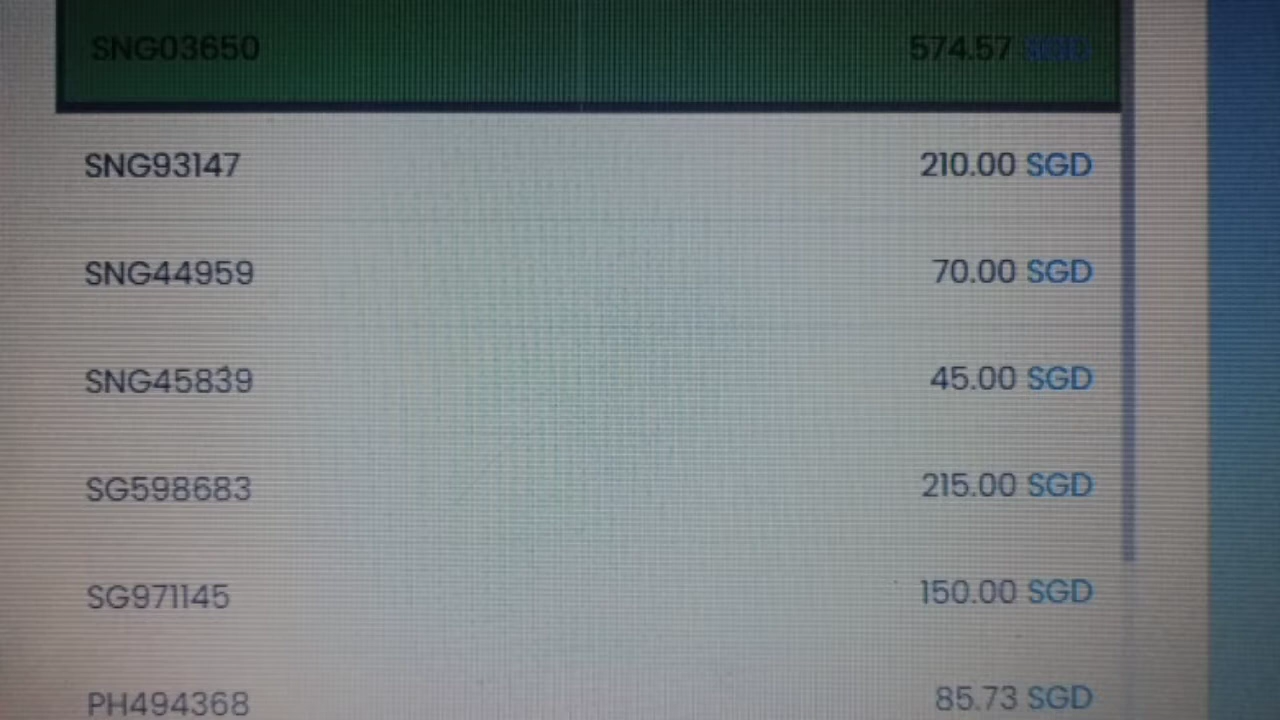 SNG03650 574.57 SGD
SNG93147 210.00 SGD
SNG44959 70.00 SGD
SNG45839 45.00 SGD
SG598683 215.00 SGD
SG971145 150.00 SGD
PH494368 85.73 SGD